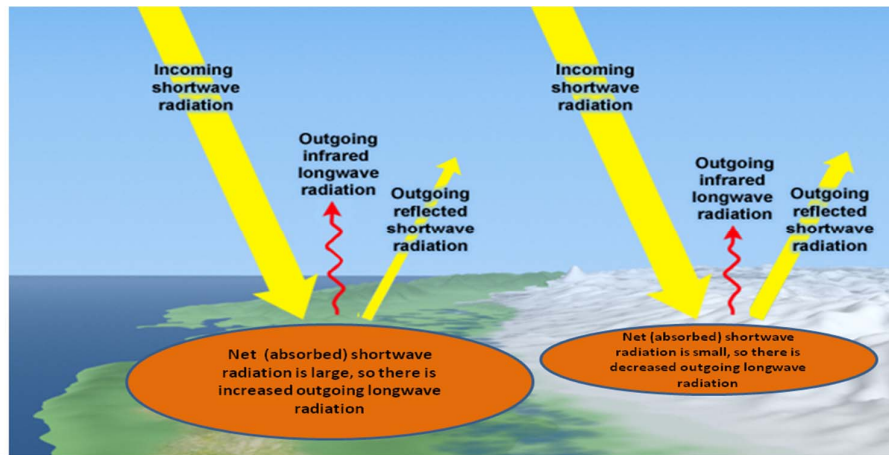 Incoming
shortwave
radiation
Outgoing
infrared
longwave
radiation
Outgoing
reflected
shortwave
radiation
Net (absorbed) shortwave
radiation is large, so there is
increased outgoing longwave
radiation
Incoming
shortwave
radiation
Outgoing
infrared
longwave
radiation
Outgoing
reflected
shortwave
radiation
Net (absorbed) shortwave
radiation is small, so there is
decreased outgoing longwave
radiation